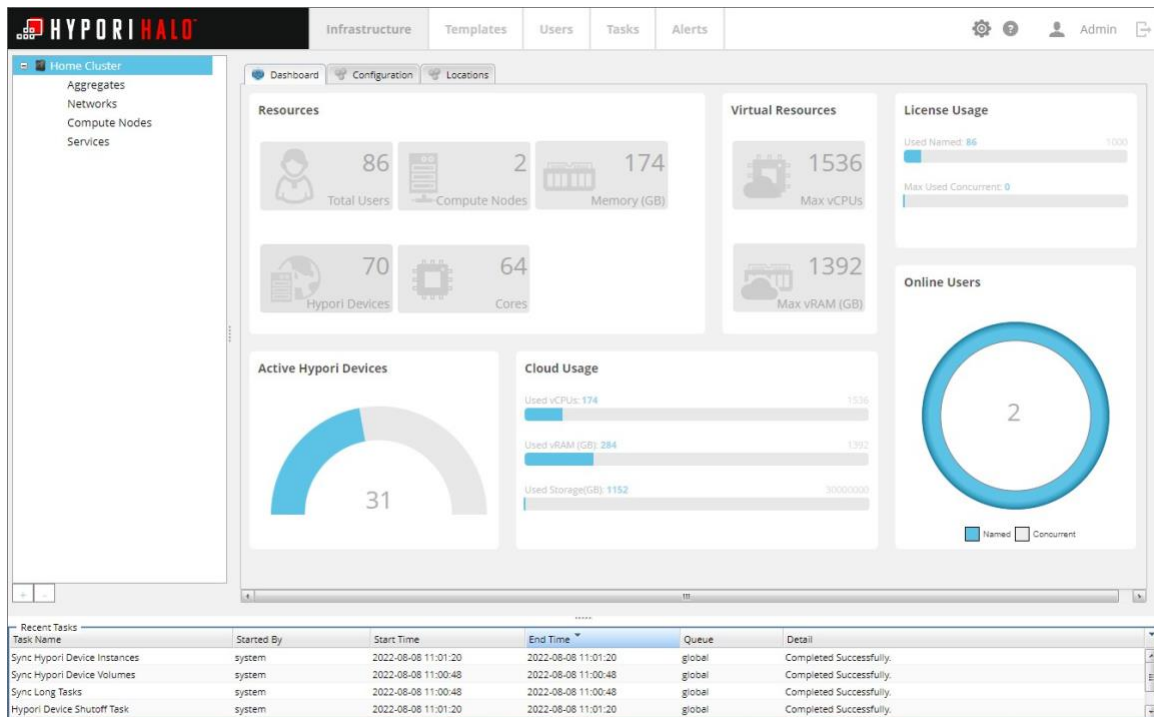 HYPORI HALO
Infrastructure
Templates
Users
Tasks
Alerts
Admin
Home Cluster
Aggregates
Networks
Compute Nodes
Services
Dashboard
Configuration
Locations
Resources
86
Total Users
2
Compute Nodes
174
Memory (GB)
70
Hypori Devices
64
Cores
Virtual Resources
1536
Max vCPUs
1392
Max vRAM (GB)
License Usage
Used Named: 86 1000
Max Used Concurrent: 0
Active Hypori Devices
31
Cloud Usage
Used vCPUs: 174 1536
Used vRAM (GB): 284 1392
Used Storage(GB): 1152 30000000
Online Users
2
Named Concurrent
Recent Tasks
Task Name Started By Start Time End Time Queue Detail
Sync Hypori Device Instances system 2022-08-08 11:01:20 2022-08-08 11:01:20 global Completed Successfully.
Sync Hypori Device Volumes system 2022-08-08 11:00:48 2022-08-08 11:00:48 global Completed Successfully.
Sync Long Tasks system 2022-08-08 11:00:48 2022-08-08 11:00:48 global Completed Successfully.
Hypori Device Shutoff Task system 2022-08-08 11:01:20 2022-08-08 11:01:20 global Completed Successfully.